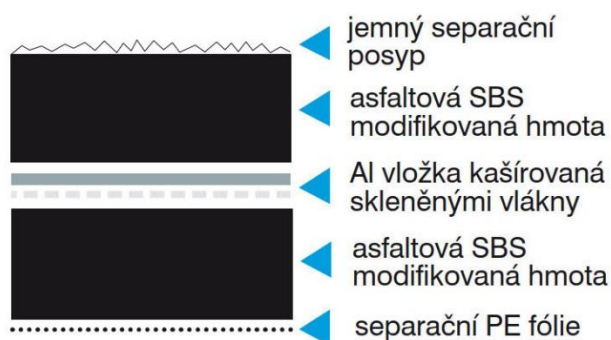 jemný separační
posyp
asfaltová SBS
modifikovaná hmota
Al vložka kašírovaná
skleněnými vlákny
asfaltová SBS
modifikovaná hmota
separační PE fólie